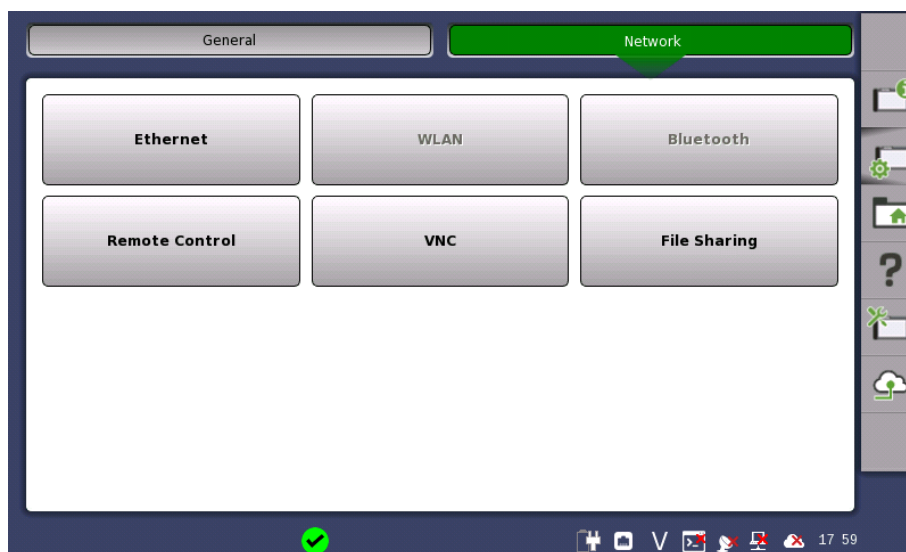 General Network
Ethernet WLAN Bluetooth
Remote Control VNC File Sharing
? 
V 17 59